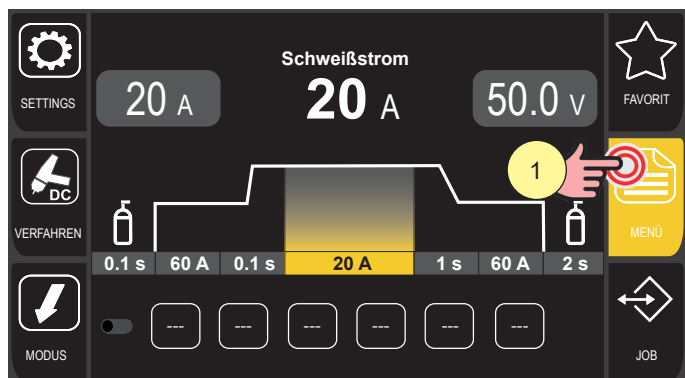 SETTINGS
Schweißstrom
FAVORIT
20 A
20 A
50.0 V
DC
VERFAHREN
1
MENÜ
0.1 s 60 A 0.1 s 20 A 1 s 60 A 2 s
MODUS
--- --- --- --- --- ---
JOB